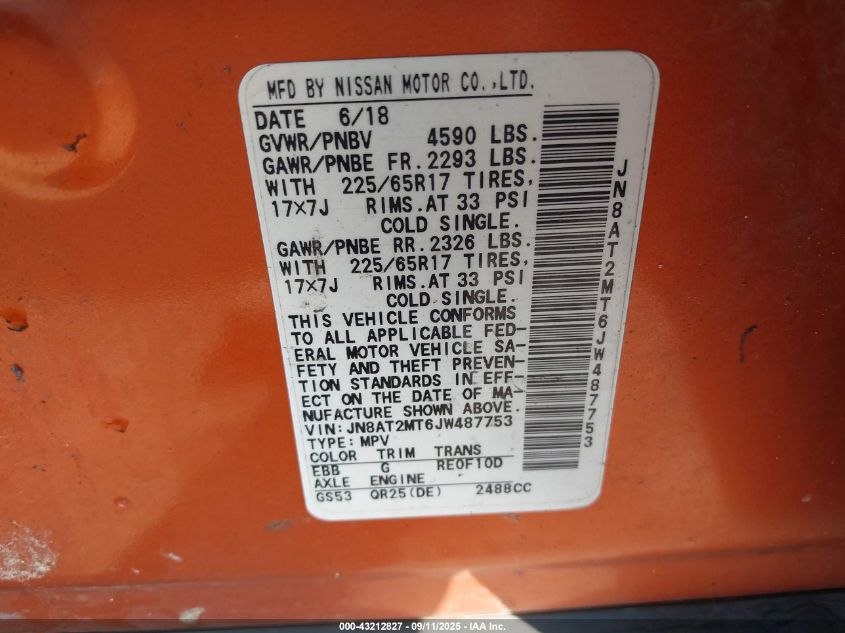 MFD BY NISSAN MOTOR CO.,LTD.
DATE 6/18
GVWR/PNBV 4590 LBS.
GAWR/PNBE FR. 2293 LBS.
WITH 225/65R17 TIRES,
17×7J RIMS. AT 33 PSI
COLD SINGLE.
GAWR/PNBE RR. 2326 LBS.
WITH 225/65R17 TIRES,
17×7J RIMS. AT 33 PSI
COLD SINGLE.
THIS VEHICLE CONFORMS
TO ALL APPLICABLE FED-
ERAL MOTOR VEHICLE SA-
FETY AND THEFT PREVEN-
TION STANDARDS IN EFF-
ECT ON THE DATE OF MA-
NUFACTURE SHOWN ABOVE.
VIN: JN8AT2MT6JW487753
TYPE: MPV
COLOR TRIM TRANS
EBB G RE0F10D
AXLE ENGINE
GS53 QR25(DE) 2488CC
JN8AT2MT6JW487753
000-43212827 - 09/11/2025 - IAA Inc.